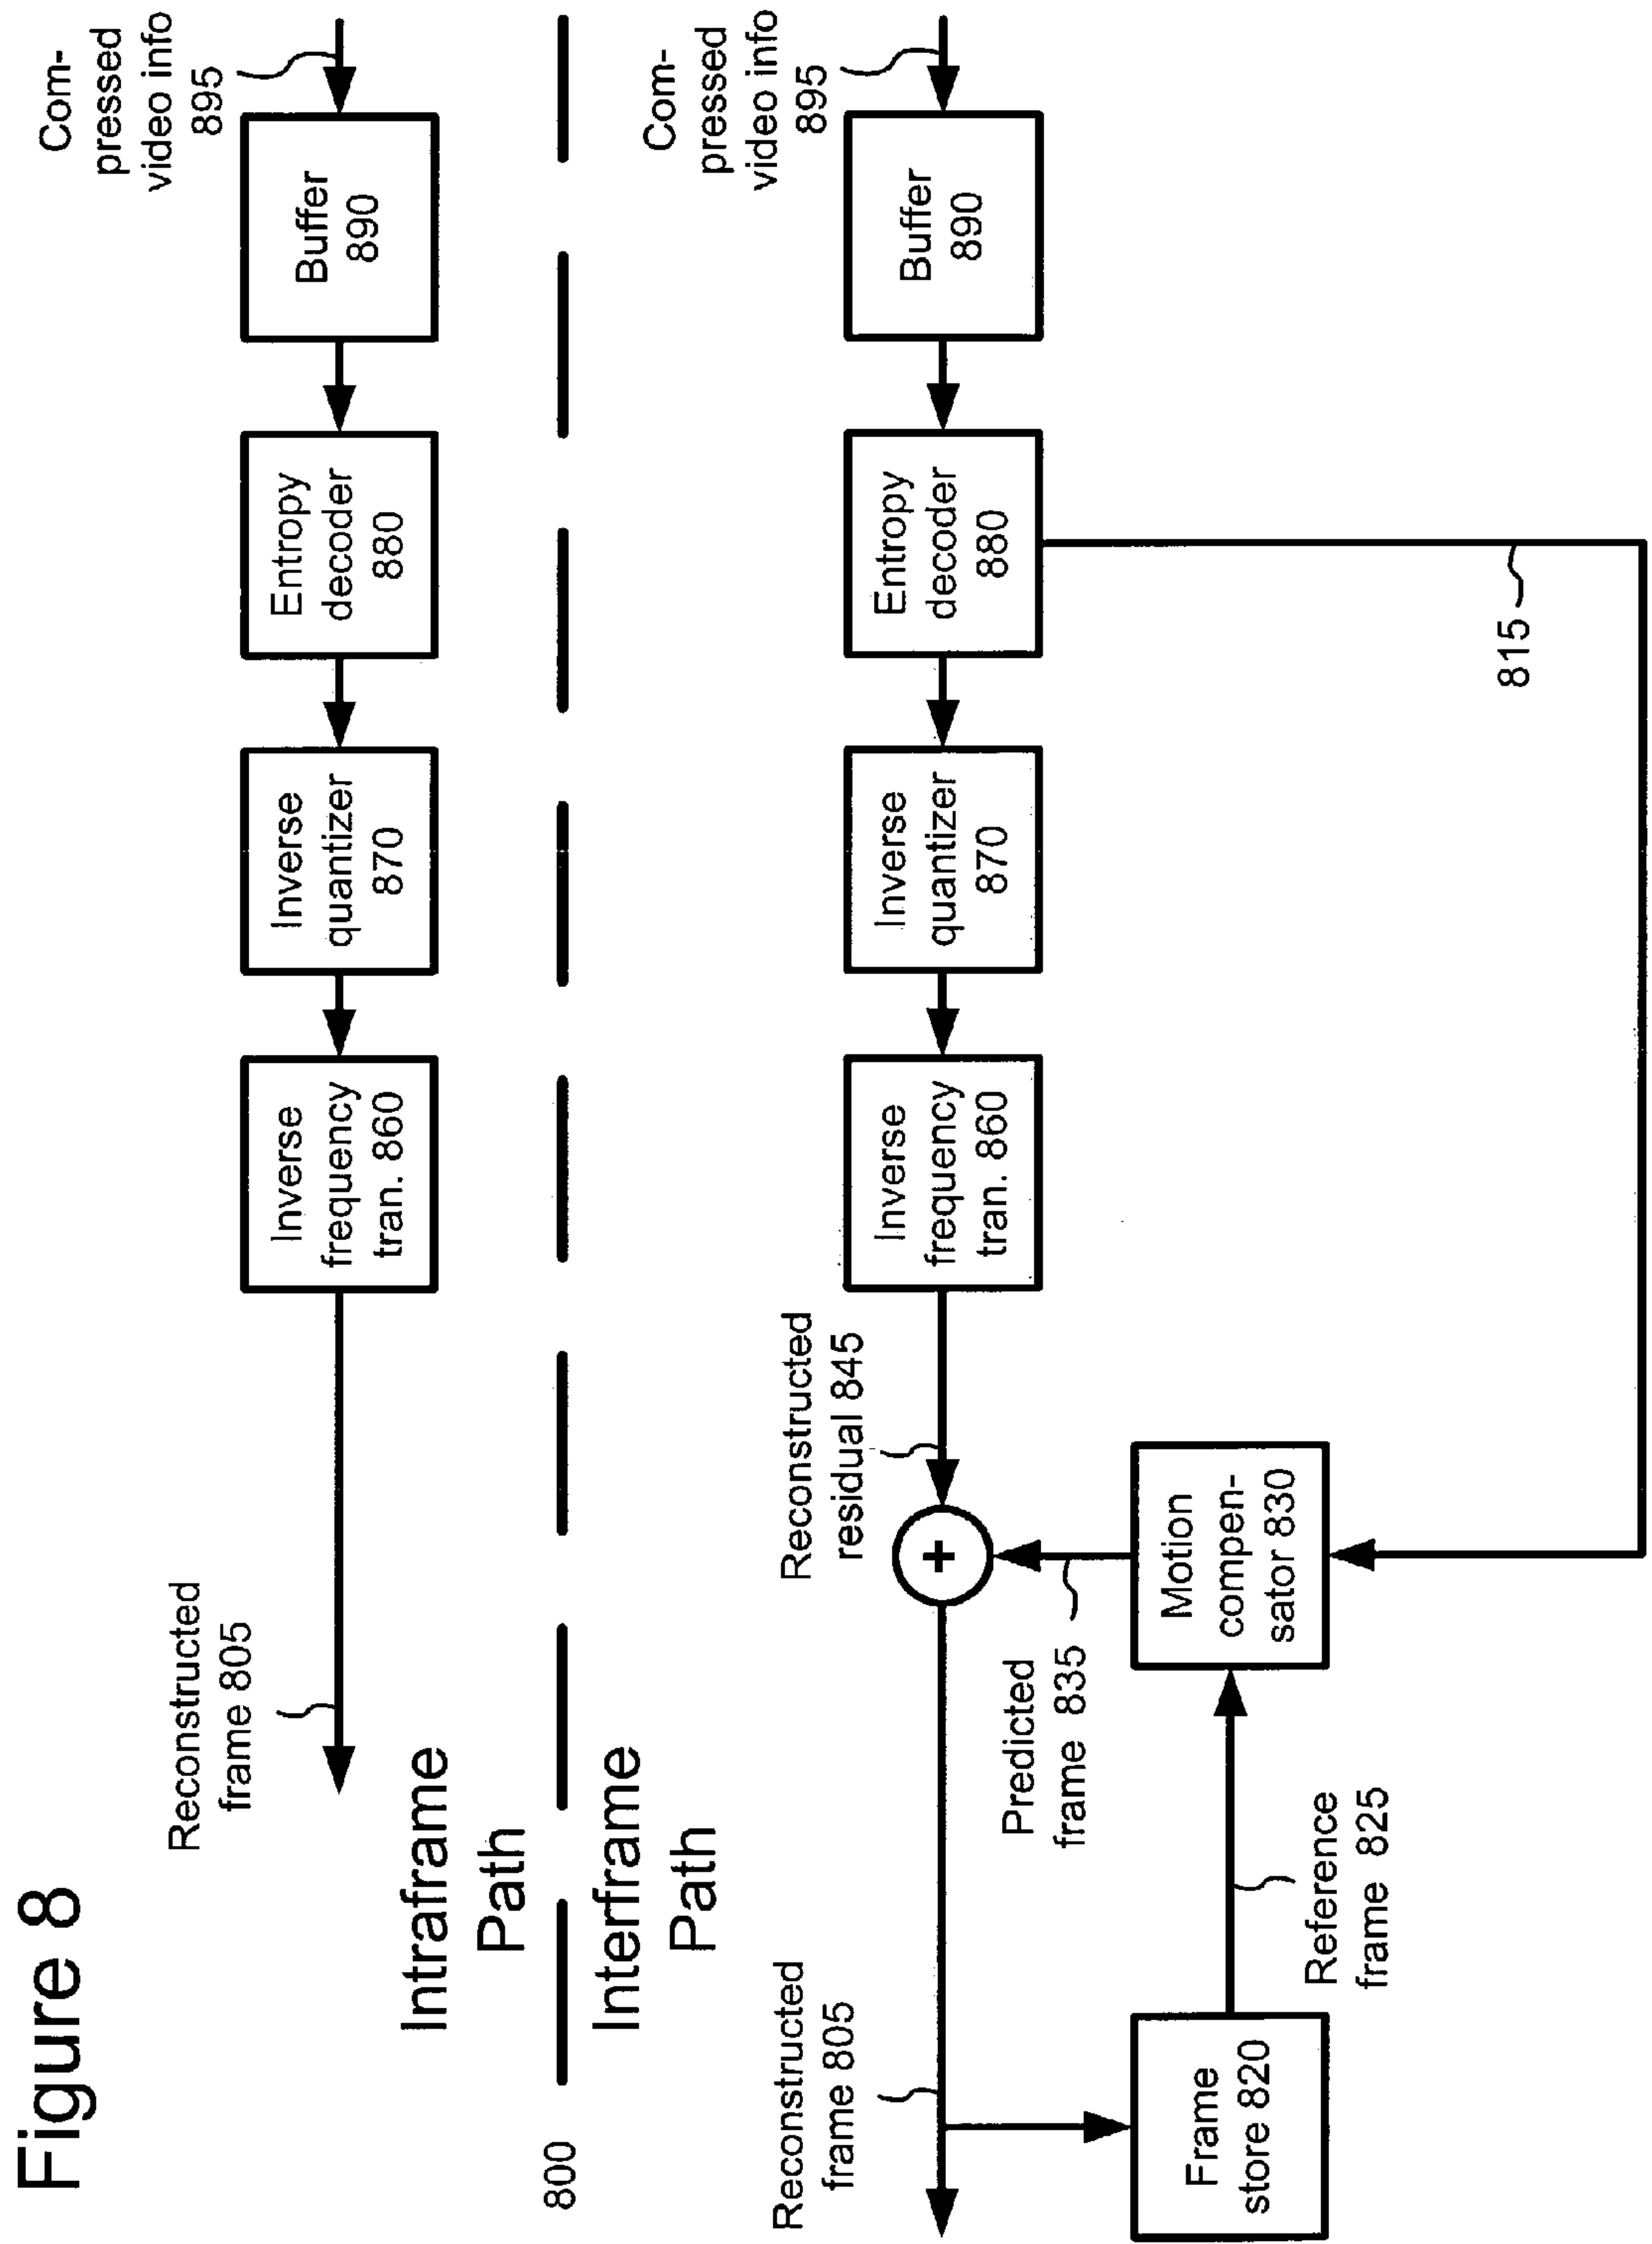 Figure 8
Reconstructed
frame 805
Inverse
frequency
tran. 860
Inverse
quantizer
870
Entropy
decoder
880
Buffer
890
Com-
pressed
video info
895
Intraframe
Path
800
Interframe
Path
Reconstructed
frame 805
Reconstructed
residual 845
Inverse
frequency
tran. 860
Inverse
quantizer
870
Entropy
decoder
880
Buffer
890
Com-
pressed
video info
895
+
Predicted
frame 835
Frame
store 820
Reference
frame 825
Motion
compen-
sator 830
815